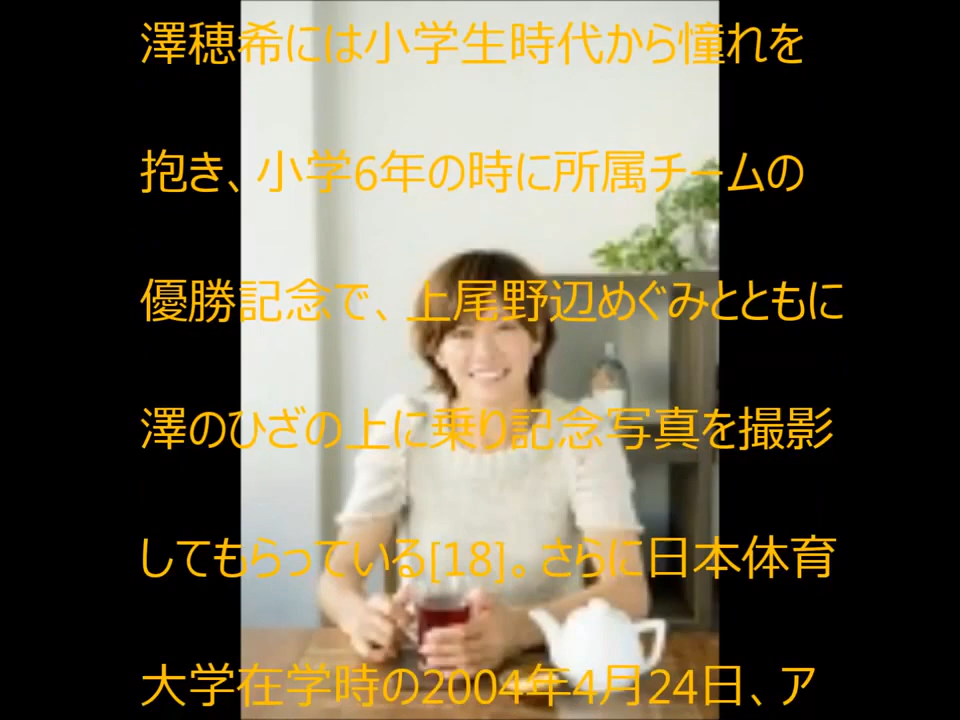 澤穂希には小学生時代から憧れを
抱き、小学6年の時に所属チームの
優勝記念で、上尾野辺めぐみとともに
澤のひざの上に乗り記念写真を撮影
してもらっている[18]。さらに日本体育
大学在学時の2004年4月24日、ア